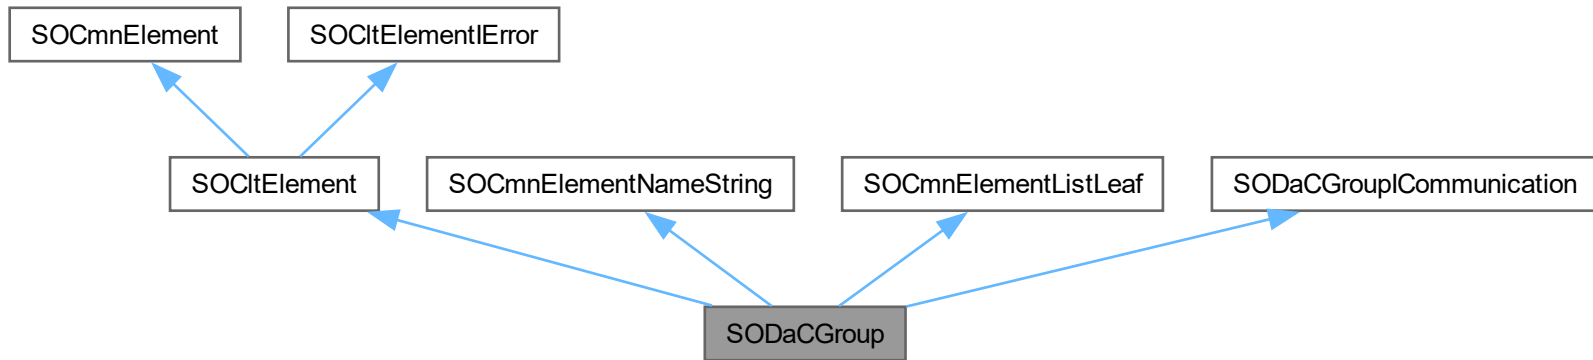 SOCmnElement
SOCltElementIError
SOCltElement
SOCmnElementNameString
SOCmnElementListLeaf
SODaCGroupICommunication
SODaCGroup